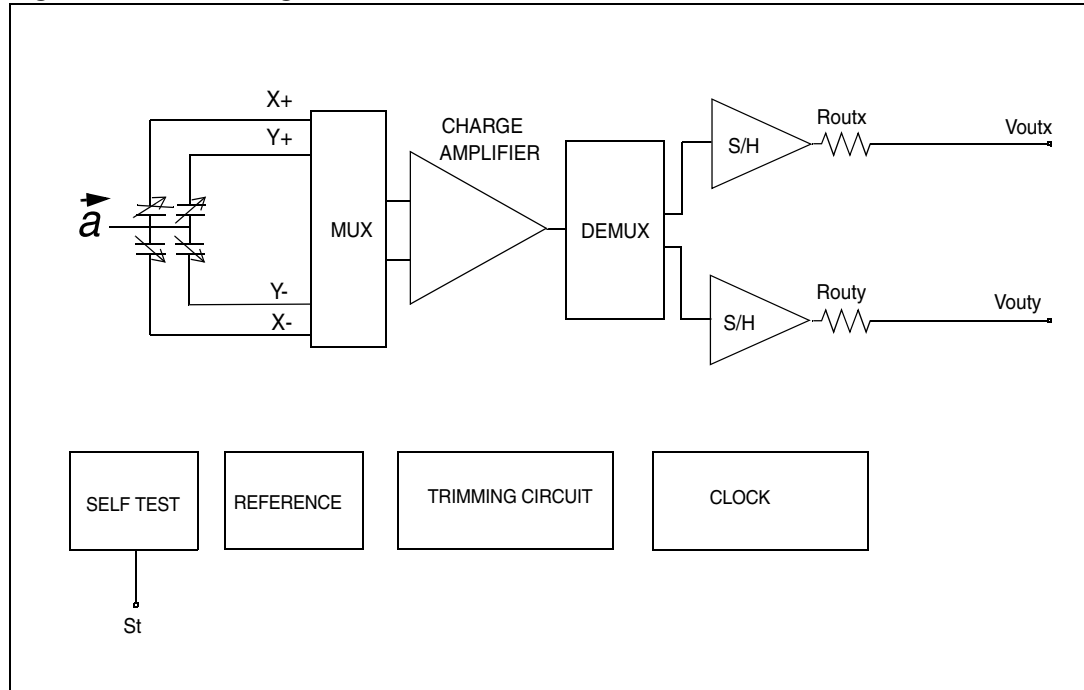 X+
Y+
CHARGE
AMPLIFIER
S/H
Routx
Voutx
a
MUX
DEMUX
Y-
X-
S/H
Routy
Vouty
SELF TEST
REFERENCE
TRIMMING CIRCUIT
CLOCK
St